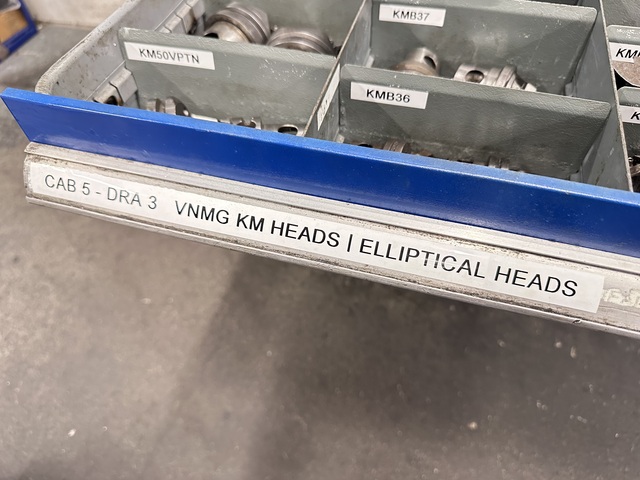 KMB37
KM50VPTN
KMB36
CAB 5 - DRA 3 VNMG KM HEADS | ELLIPTICAL HEADS